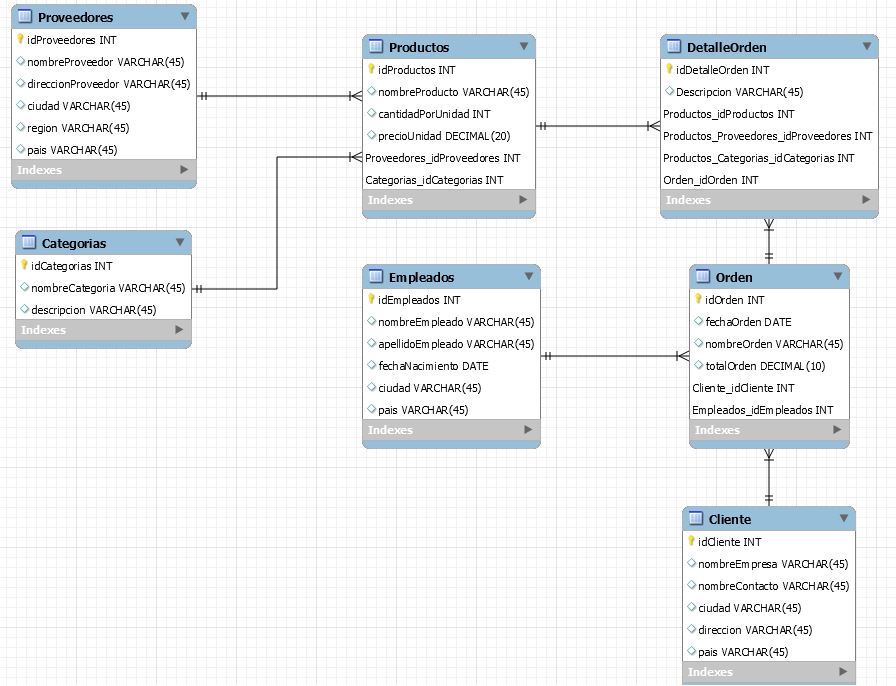 Proveedores
idProveedores INT
nombreProveedor VARCHAR(45)
direccionProveedor VARCHAR(45)
ciudad VARCHAR(45)
region VARCHAR(45)
pais VARCHAR(45)
Indexes
Categorias
idCategorias INT
nombreCategoria VARCHAR(45)
descripcion VARCHAR(45)
Indexes
Productos
idProductos INT
nombreProducto VARCHAR(45)
cantidadPorUnidad INT
precioUnidad DECIMAL(20)
Proveedores_idProveedores INT
Categorias_idCategorias INT
Indexes
Empleados
idEmpleados INT
nombreEmpleado VARCHAR(45)
apellidoEmpleado VARCHAR(45)
fechaNacimiento DATE
ciudad VARCHAR(45)
pais VARCHAR(45)
Indexes
DetalleOrden
idDetalleOrden INT
Descripcion VARCHAR(45)
Productos_idProductos INT
Productos_Proveedores_idProveedores INT
Productos_Categorias_idCategorias INT
Orden_idOrden INT
Indexes
Orden
idOrden INT
fechaOrden DATE
nombreOrden VARCHAR(45)
totalOrden DECIMAL(10)
Cliente_idCliente INT
Empleados_idEmpleados INT
Indexes
Cliente
idCliente INT
nombreEmpresa VARCHAR(45)
nombreContacto VARCHAR(45)
ciudad VARCHAR(45)
direccion VARCHAR(45)
pais VARCHAR(45)
Indexes